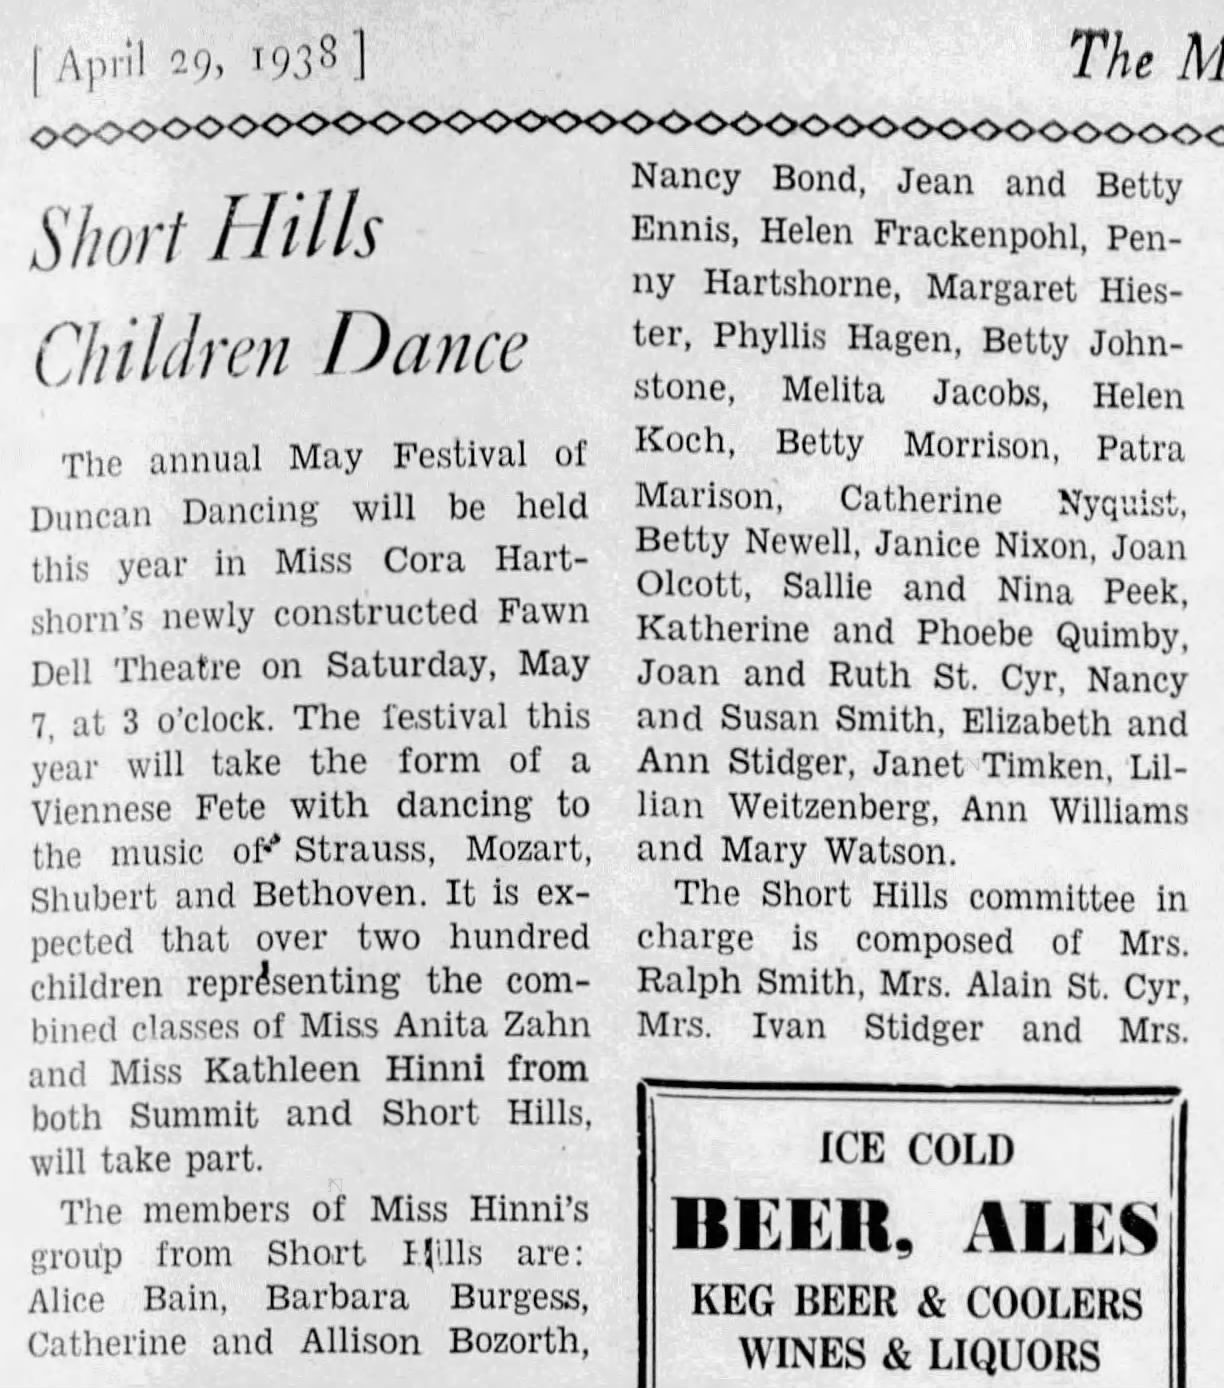 [ April 29, 1938 ]
The M
Short Hills
Children Dance
The annual May Festival of
Duncan Dancing will be held
this year in Miss Cora Hart-
shorn's newly constructed Fawn
Dell Theatre on Saturday, May
7, at 3 o'clock. The festival this
year will take the form of a
Viennese Fete with dancing to
the music of Strauss, Mozart,
Shubert and Bethoven. It is ex-
pected that over two hundred
children representing the com-
bined classes of Miss Anita Zahn
and Miss Kathleen Hinni from
both Summit and Short Hills,
will take part.
The members of Miss Hinni's
group from Short Hills are:
Alice Bain, Barbara Burgess,
Catherine and Allison Bozorth,
Nancy Bond, Jean and Betty
Ennis, Helen Frackenpohl, Pen-
ny Hartshorne, Margaret Hies-
ter, Phyllis Hagen, Betty John-
stone, Melita Jacobs, Helen
Koch, Betty Morrison, Patra
Marison, Catherine Nyquist,
Betty Newell, Janice Nixon, Joan
Olcott, Sallie and Nina Peek,
Katherine and Phoebe Quimby,
Joan and Ruth St. Cyr, Nancy
and Susan Smith, Elizabeth and
Ann Stidger, Janet Timken, Lil-
lian Weitzenberg, Ann Williams
and Mary Watson.
The Short Hills committee in
charge is composed of Mrs.
Ralph Smith, Mrs. Alain St. Cyr,
Mrs. Ivan Stidger and Mrs.
ICE COLD
BEER, ALES
KEG BEER & COOLERS
WINES & LIQUORS